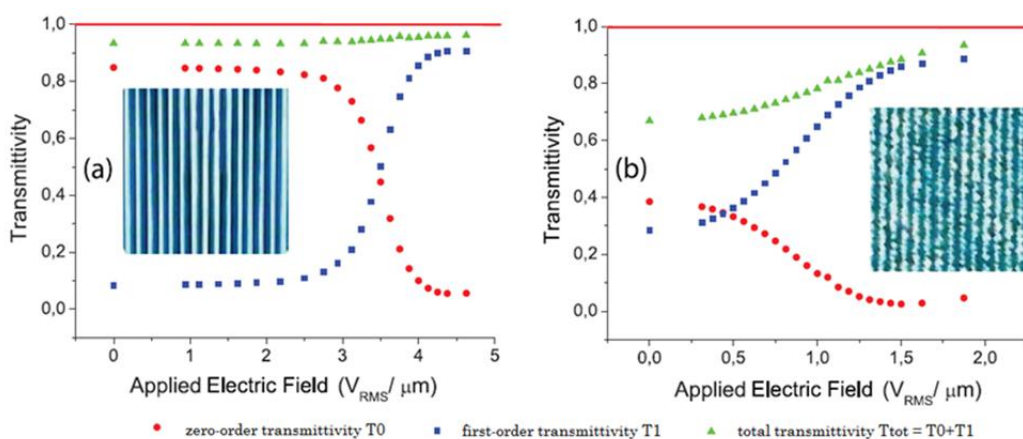 1,0
0,8
0,6
0,4
0,2
0,0
Transmittivity
(a)
0 1 2 3 4 5
Applied Electric Field (VRMS/ μm)
1,0
0,8
0,6
0,4
0,2
0,0
Transmittivity
(b)
0,0 0,5 1,0 1,5 2,0
Applied Electric Field (VRMS/ μm)
zero-order transmittivity T0 first-order transmittivity T1 total transmittivity Ttot = T0+T1